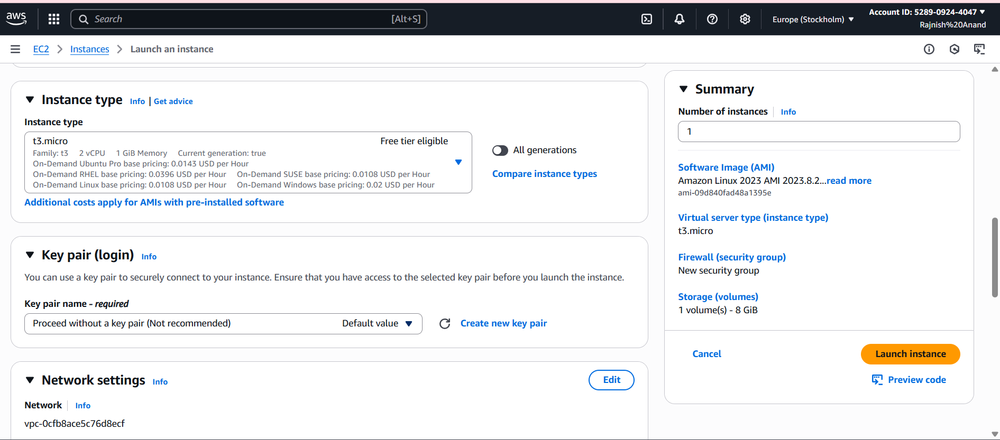 aws
Search [Alt+S]
Europe (Stockholm)
Account ID: 5289-0924-4047
Rajnish%20Anand
EC2 Instances Launch an instance
Instance type Info | Get advice
Instance type
t3.micro Free tier eligible
Family: t3 2 vCPU 1 GiB Memory Current generation: true
On-Demand Ubuntu Pro base pricing: 0.0143 USD per Hour
On-Demand RHEL base pricing: 0.0396 USD per Hour On-Demand SUSE base pricing: 0.0108 USD per Hour
On-Demand Linux base pricing: 0.0108 USD per Hour On-Demand Windows base pricing: 0.02 USD per Hour
All generations
Compare instance types
Additional costs apply for AMIs with pre-installed software
Key pair (login) Info
You can use a key pair to securely connect to your instance. Ensure that you have access to the selected key pair before you launch the instance.
Key pair name - required
Proceed without a key pair (Not recommended) Default value
Create new key pair
Network settings Info
Edit
Network Info
vpc-0cfb8ace5c76d8ecf
Summary
Number of instances Info
1
Software Image (AMI)
Amazon Linux 2023 AMI 2023.8.2...read more
ami-09d840fad48a1395e
Virtual server type (instance type)
t3.micro
Firewall (security group)
New security group
Storage (volumes)
1 volume(s) - 8 GiB
Cancel
Launch instance
Preview code